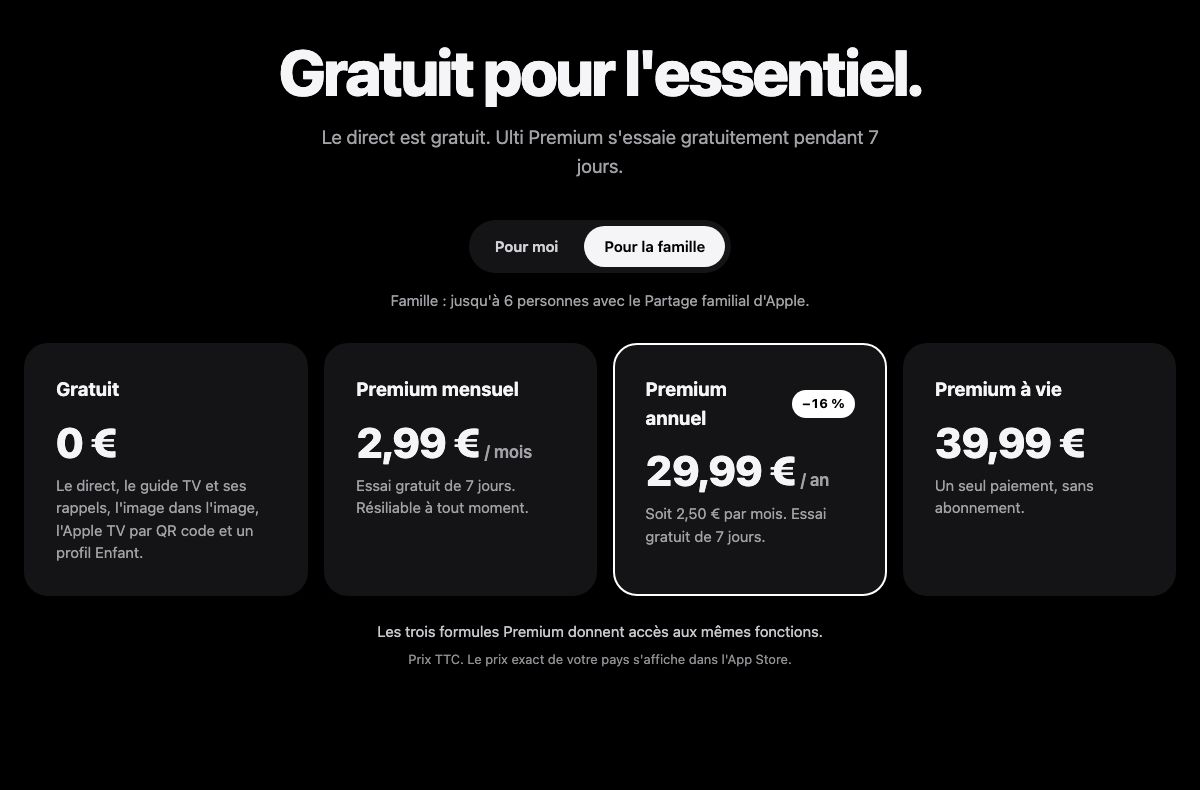 Gratuit pour l'essentiel.
Le direct est gratuit. Ulti Premium s'essaie gratuitement pendant 7
jours.
Pour moi
Pour la famille
Famille : jusqu'à 6 personnes avec le Partage familial d'Apple.
Gratuit
0 €
Le direct, le guide TV et ses
rappels, l'image dans l'image,
l'Apple TV par QR code et un
profil Enfant.
Premium mensuel
2,99 € / mois
Essai gratuit de 7 jours.
Résiliable à tout moment.
Premium
annuel
−16 %
29,99 € / an
Soit 2,50 € par mois. Essai
gratuit de 7 jours.
Premium à vie
39,99 €
Un seul paiement, sans
abonnement.
Les trois formules Premium donnent accès aux mêmes fonctions.
Prix TTC. Le prix exact de votre pays s'affiche dans l'App Store.